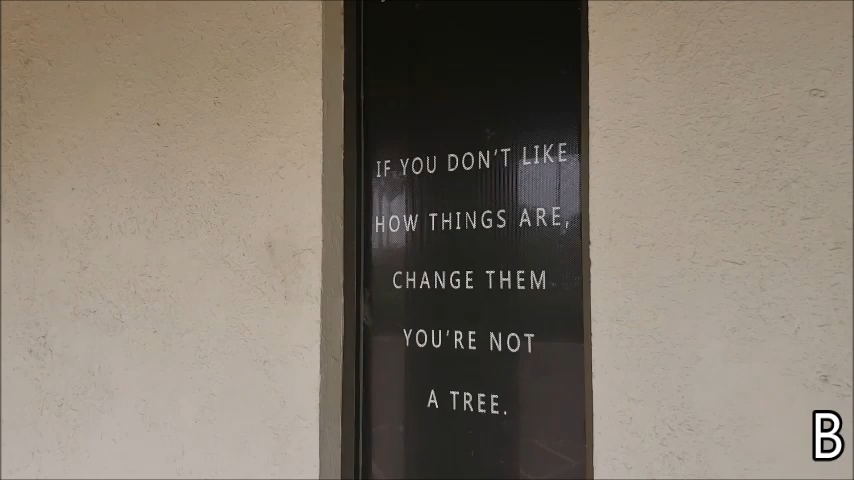 IF YOU DON'T LIKE
HOW THINGS ARE,
CHANGE THEM
YOU'RE NOT
A TREE.
B